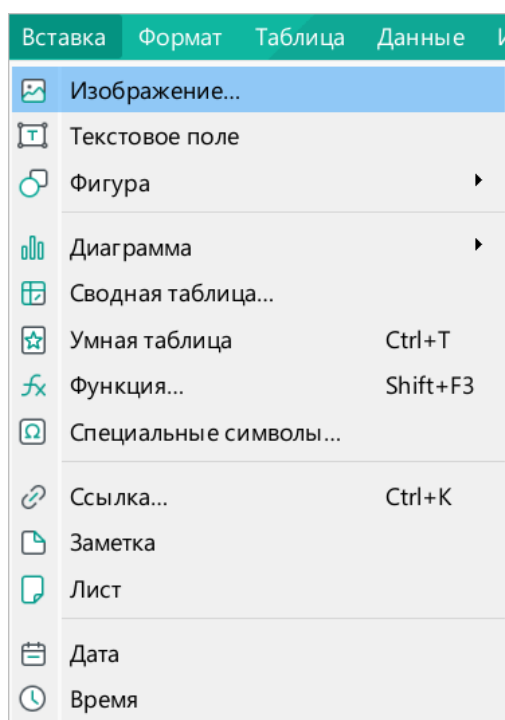 Вставка Формат Таблица Данные
Изображение...
Текстовое поле
Фигура
Диаграмма
Сводная таблица...
Умная таблица Ctrl+T
Функция... Shift+F3
Специальные символы...
Ссылка... Ctrl+K
Заметка
Лист
Дата
Время